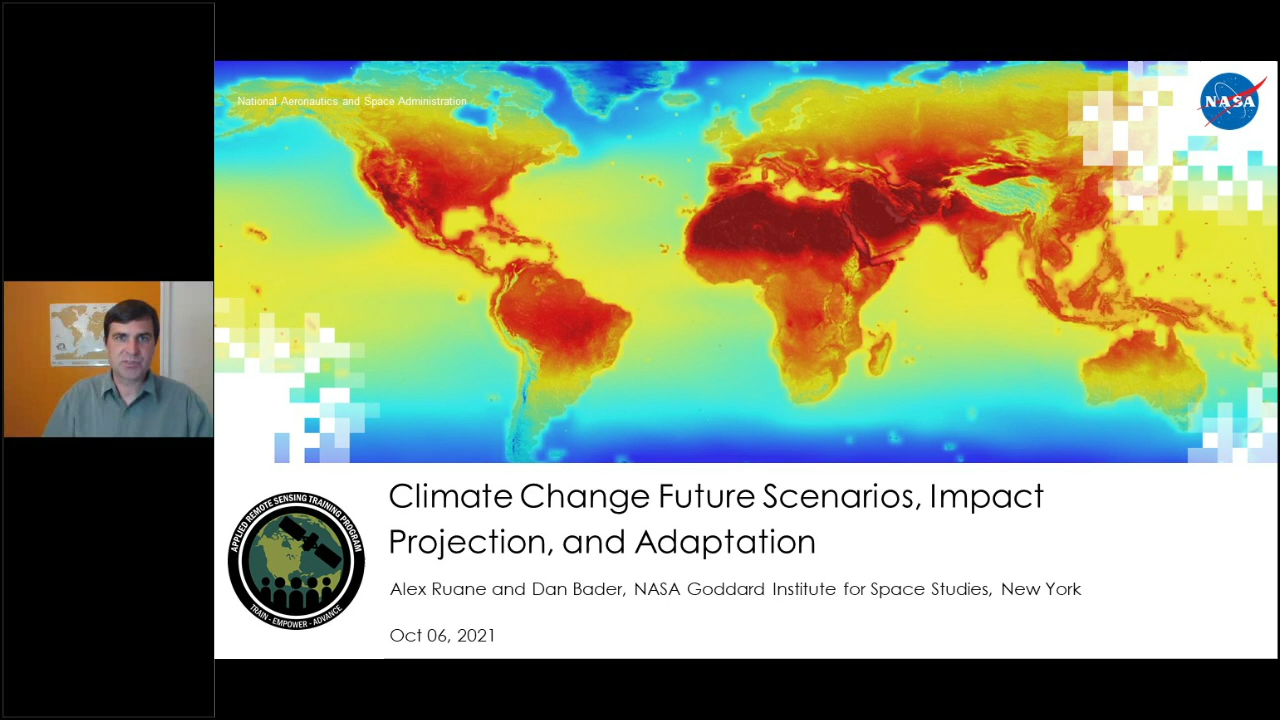 National Aeronautics and Space Administration
NASA
Climate Change Future Scenarios, Impact
Projection, and Adaptation
APPLIED REMOTE SENSING TRAINING PROGRAM
TRAIN - EMPOWER - ADVANCE
Alex Ruane and Dan Bader, NASA Goddard Institute for Space Studies, New York
Oct 06, 2021